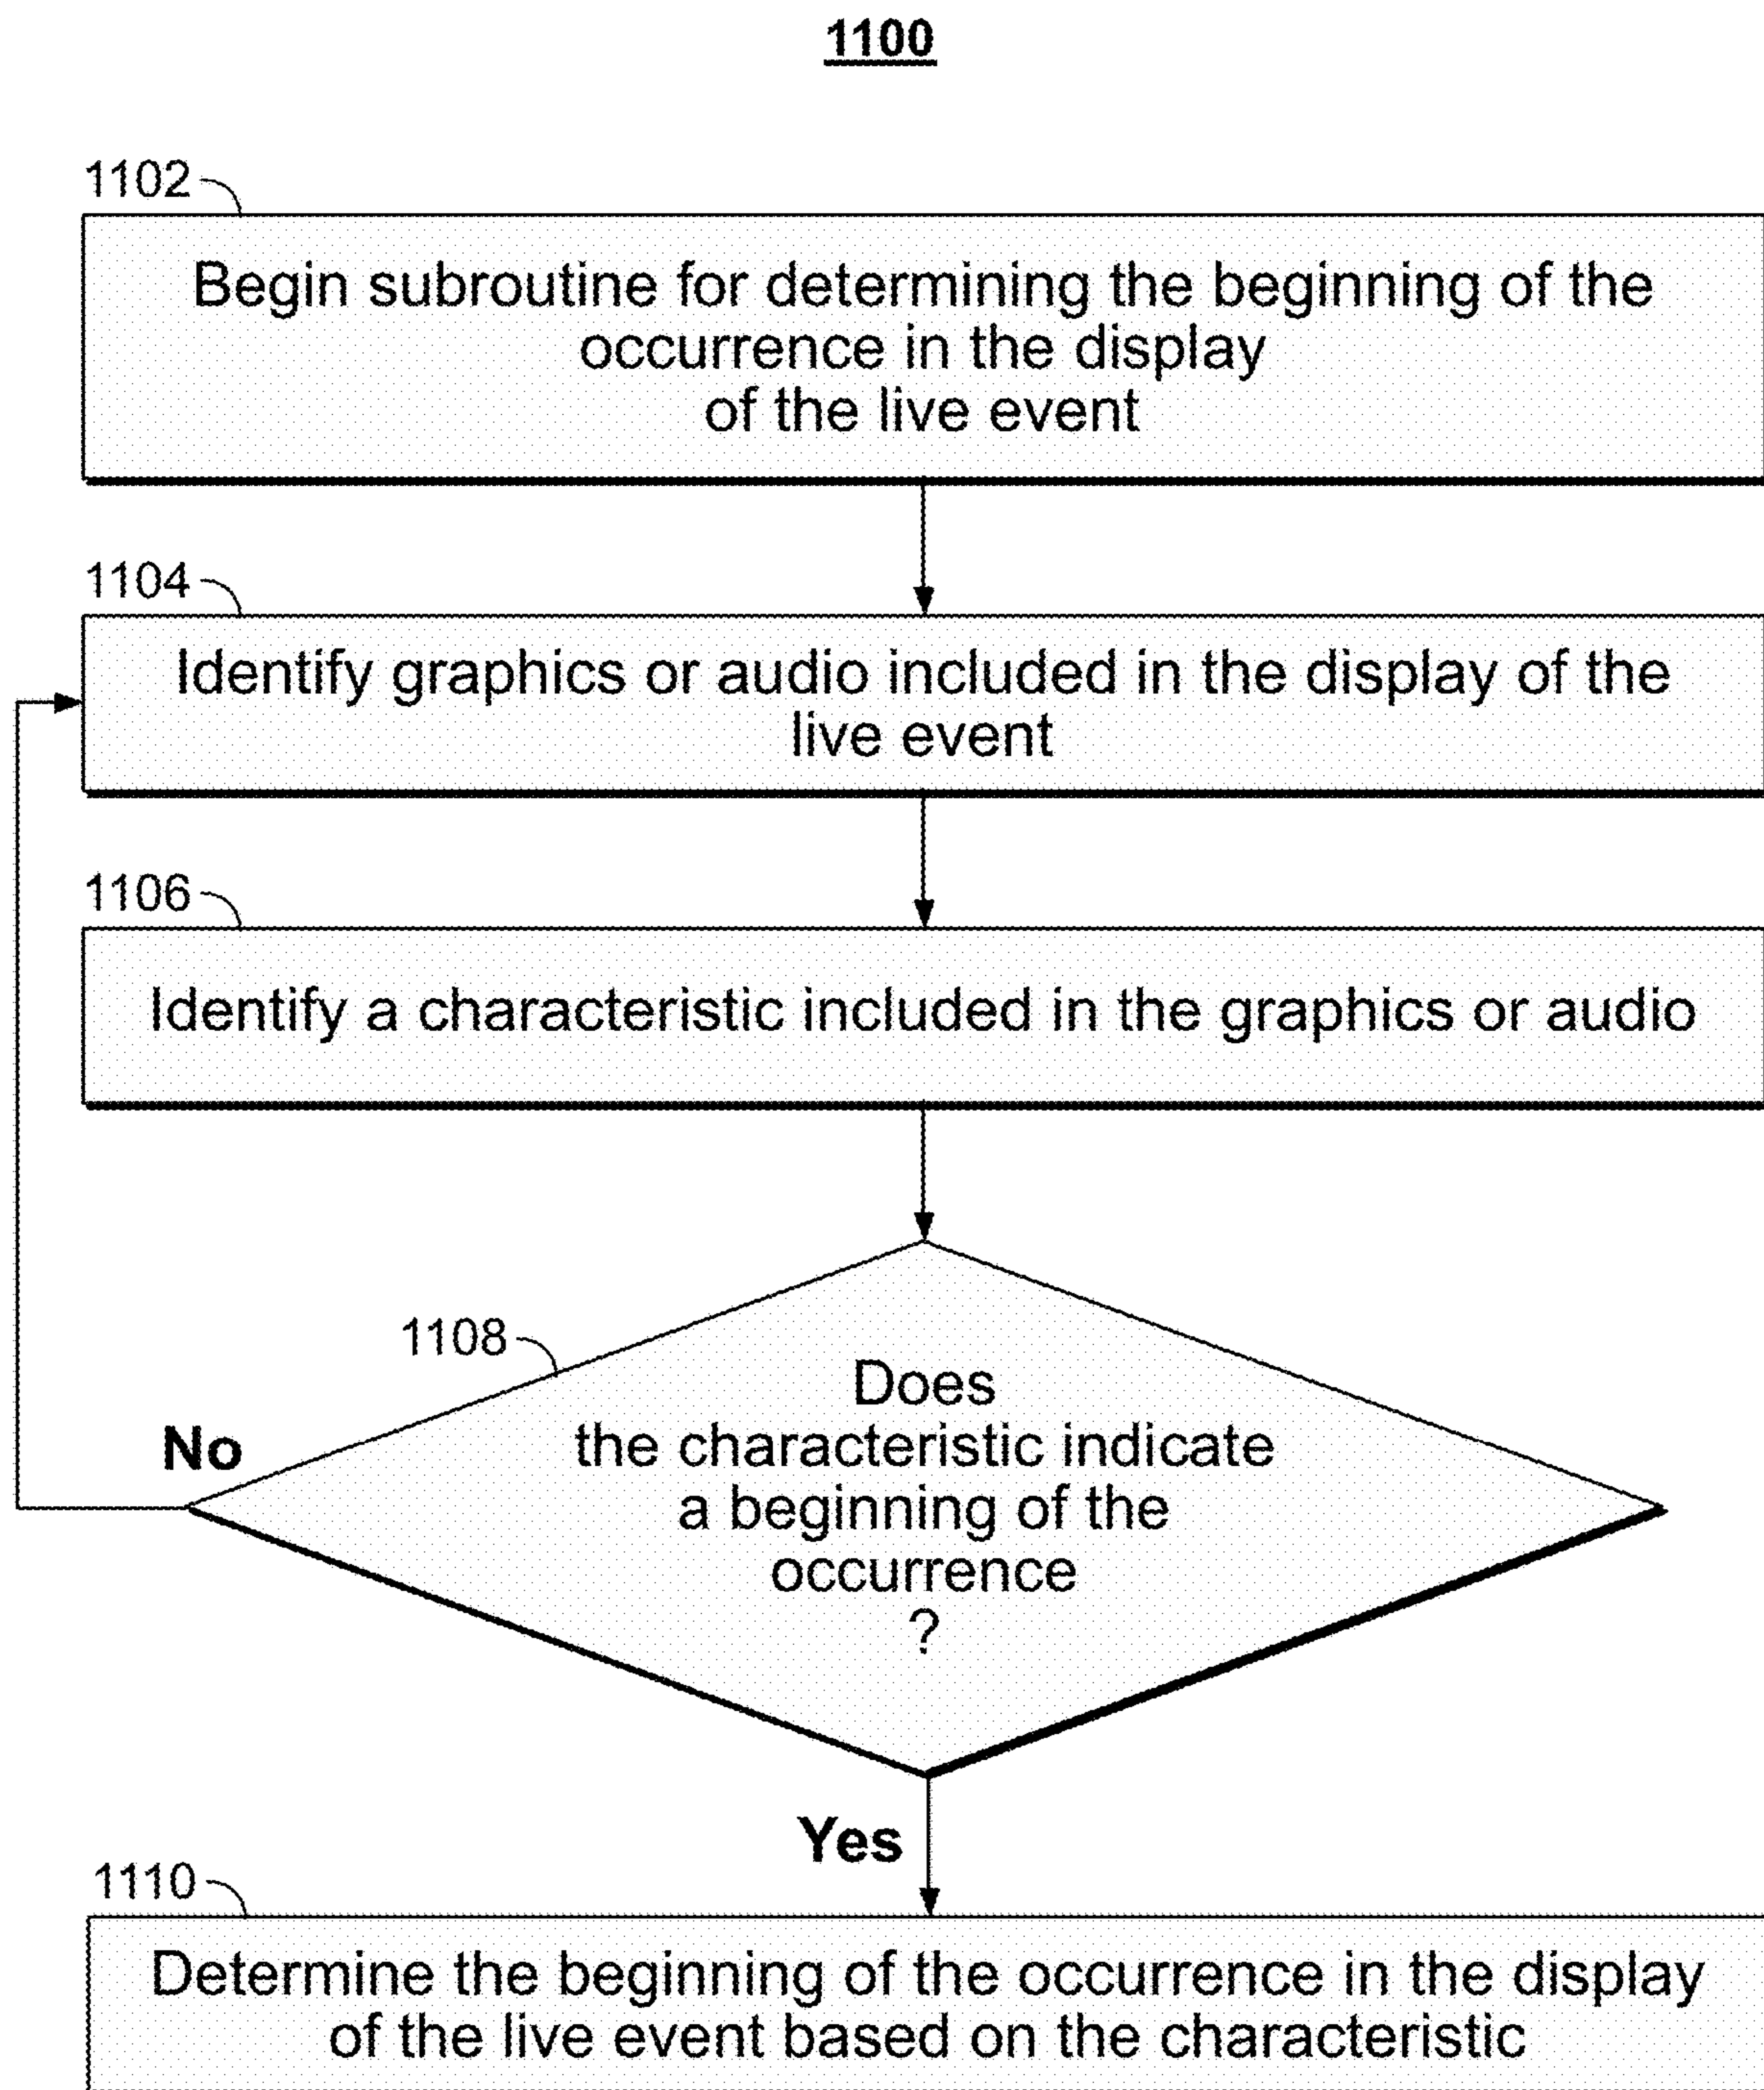 1100
1102
Begin subroutine for determining the beginning of the
occurrence in the display
of the live event
1104
Identify graphics or audio included in the display of the
live event
1106
Identify a characteristic included in the graphics or audio
1108
Does
the characteristic indicate
a beginning of the
occurrence
?
No
Yes
1110
Determine the beginning of the occurrence in the display
of the live event based on the characteristic